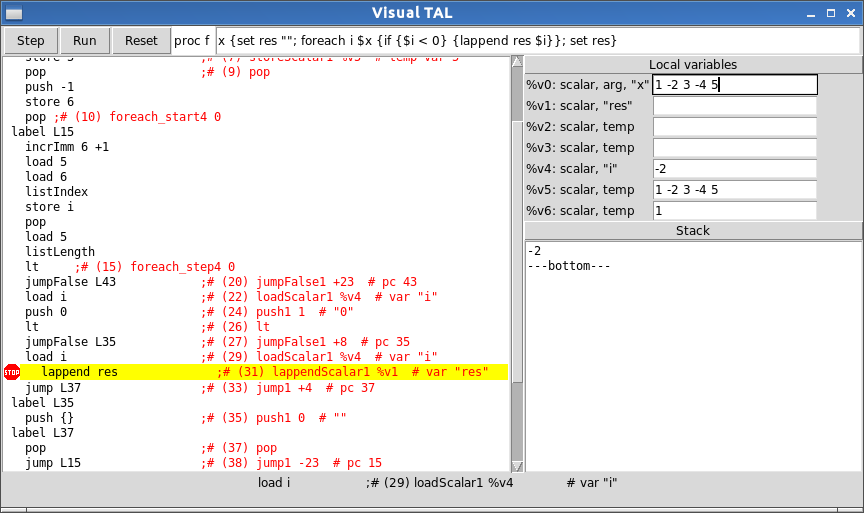 Visual TAL
Step Run Reset proc f x {set res ""; foreach i $x {if {$i < 0} {lappend res $i}}; set res}
pop ;# (9) pop
push -1
store 6
pop ;# (10) foreach_start4 0
label L15
incrImm 6 +1
load 5
load 6
listIndex
store i
pop
load 5
listLength
lt ;# (15) foreach_step4 0
jumpFalse L43 ;# (20) jumpFalse1 +23 # pc 43
load i ;# (22) loadScalar1 %v4 # var "i"
push 0 ;# (24) push1 1 # "0"
lt ;# (26) lt
jumpFalse L35 ;# (27) jumpFalse1 +8 # pc 35
load i ;# (29) loadScalar1 %v4 # var "i"
STOP lappend res ;# (31) lappendScalar1 %v1 # var "res"
jump L37 ;# (33) jump1 +4 # pc 37
label L35
push {} ;# (35) push1 0 # ""
label L37
pop ;# (37) pop
jump L15 ;# (38) jump1 -23 # pc 15
Local variables
%v0: scalar, arg, "x" 1 -2 3 -4 5
%v1: scalar, "res"
%v2: scalar, temp
%v3: scalar, temp
%v4: scalar, "i" -2
%v5: scalar, temp 1 -2 3 -4 5
%v6: scalar, temp 1
Stack
-2
---bottom---
load i ;# (29) loadScalar1 %v4 # var "i"